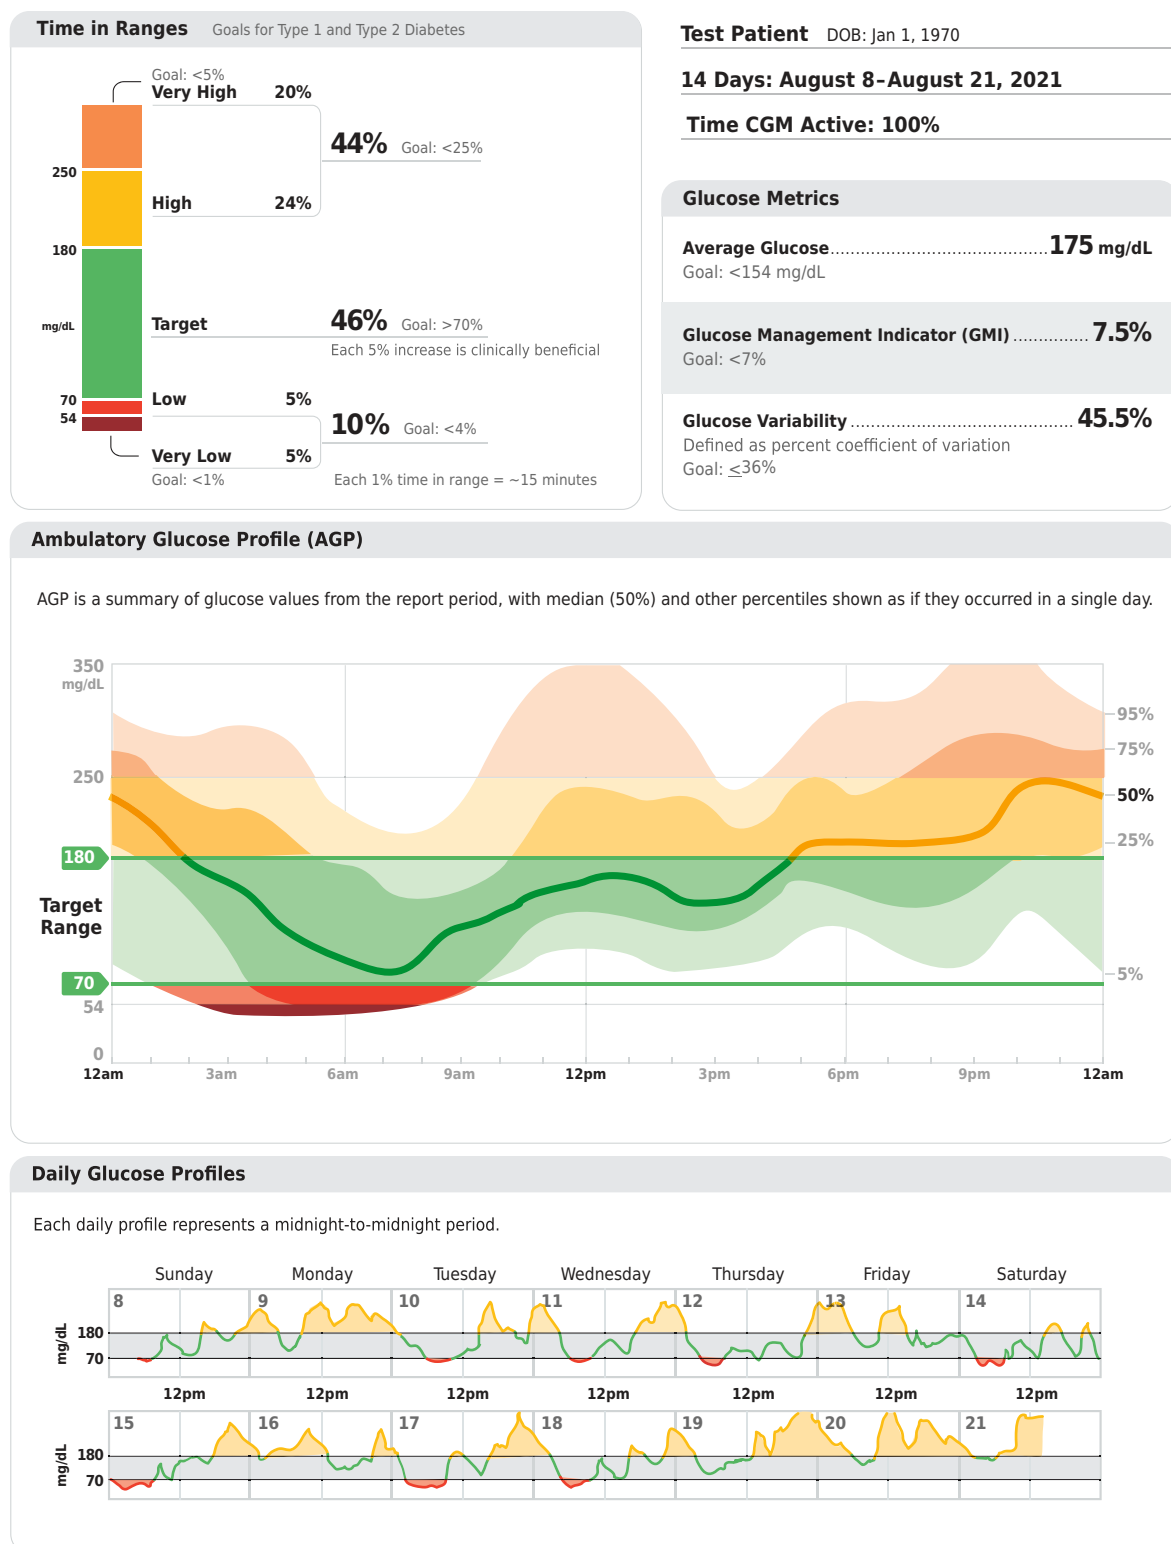 Time in Ranges Goals for Type 1 and Type 2 Diabetes
Goal: <5%
Very High 20%
44% Goal: <25%
250
High 24%
180
Target 46% Goal: >70%
mg/dL
Each 5% increase is clinically beneficial
70
Low 5%
54
10% Goal: <4%
Very Low 5%
Goal: <1%
Each 1% time in range = ~15 minutes
Test Patient DOB: Jan 1, 1970
14 Days: August 8–August 21, 2021
Time CGM Active: 100%
Glucose Metrics
Average Glucose..........................................175 mg/dL
Goal: <154 mg/dL
Glucose Management Indicator (GMI)...............7.5%
Goal: <7%
Glucose Variability...........................................45.5%
Defined as percent coefficient of variation
Goal: ≤36%
Ambulatory Glucose Profile (AGP)
AGP is a summary of glucose values from the report period, with median (50%) and other percentiles shown as if they occurred in a single day.
350
mg/dL
95%
75%
250
50%
25%
180
Target
Range
70
5%
54
0
12am 3am 6am 9am 12pm 3pm 6pm 9pm 12am
Daily Glucose Profiles
Each daily profile represents a midnight-to-midnight period.
Sunday Monday Tuesday Wednesday Thursday Friday Saturday
8 9 10 11 12 13 14
mg/dL
180
70
12pm 12pm 12pm 12pm 12pm 12pm 12pm
15 16 17 18 19 20 21
mg/dL
180
70